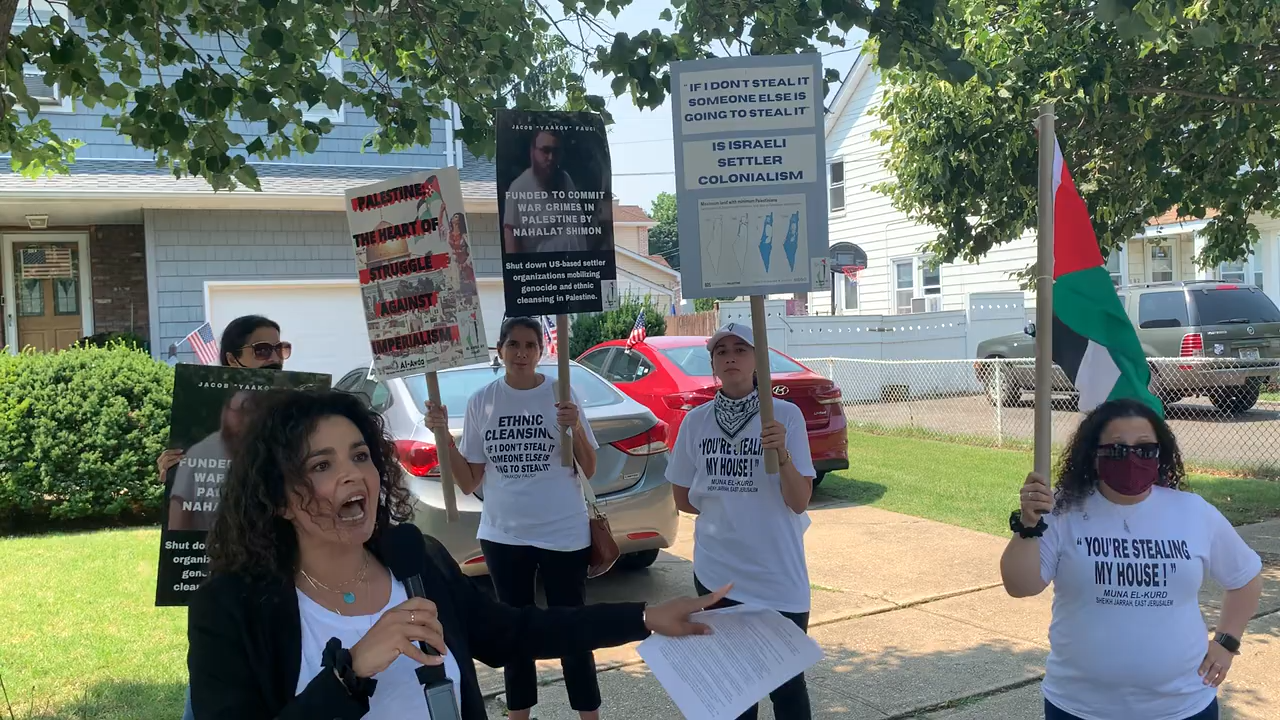 "IF I DON'T STEAL IT
SOMEONE ELSE IS
GOING TO STEAL IT"
IS ISRAELI
SETTLER
COLONIALISM
JACOB "YAAKOV" FAUCI
FUNDED TO COMMIT
WAR CRIMES IN
PALESTINE BY
NAHALAT SHIMON
Shut down US-based settler
organizations mobilizing
genocide and ethnic
cleansing in Palestine.
PALESTINE:
THE HEART OF
STRUGGLE
AGAINST
IMPERIALISM
Al-Awda
JACOB "YAAK
FUNDE
WAR
PAL
NAHA
Shut do
organiz
geno
clean
ETHNIC
CLEANSING
"IF I DON'T STEAL IT
SOMEONE ELSE IS
GOING TO STEAL IT"
YAAKOV FAUCI
"YOU'RE STEALING
MY HOUSE!"
MUNA EL-KURD
SHEIKH JARRAH, EAST JERUSALEM
"YOU'RE STEALING
MY HOUSE!"
MUNA EL-KURD
SHEIKH JARRAH, EAST JERUSALEM